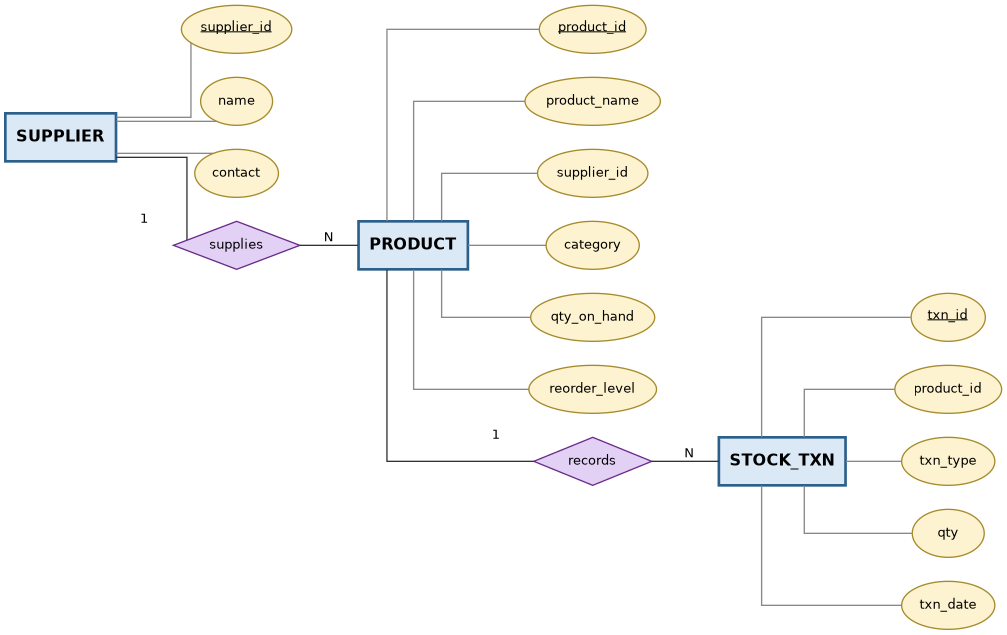 supplier_id
name
SUPPLIER
contact
1
supplies
N
PRODUCT
product_id
product_name
supplier_id
category
qty_on_hand
reorder_level
1
records
N
STOCK_TXN
txn_id
product_id
txn_type
qty
txn_date